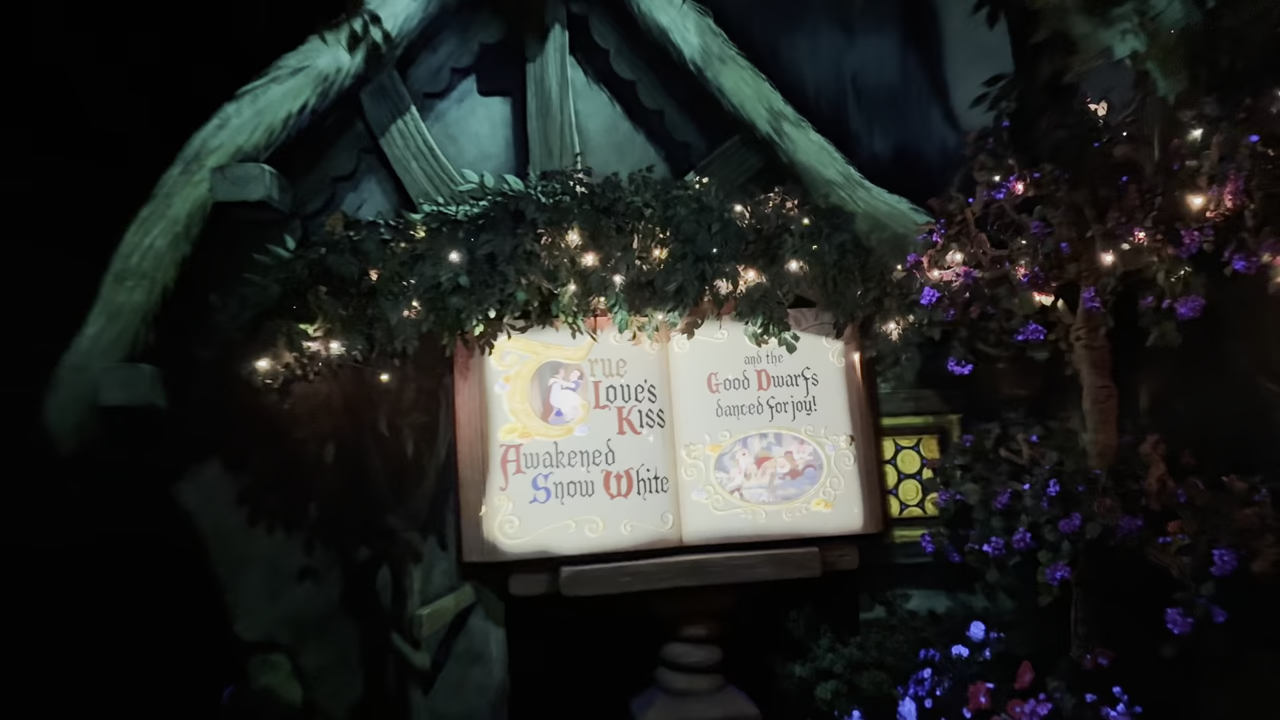 True
Love's
Kiss
Awakened
Snow White
and the
Good Dwarfs
danced for joy!